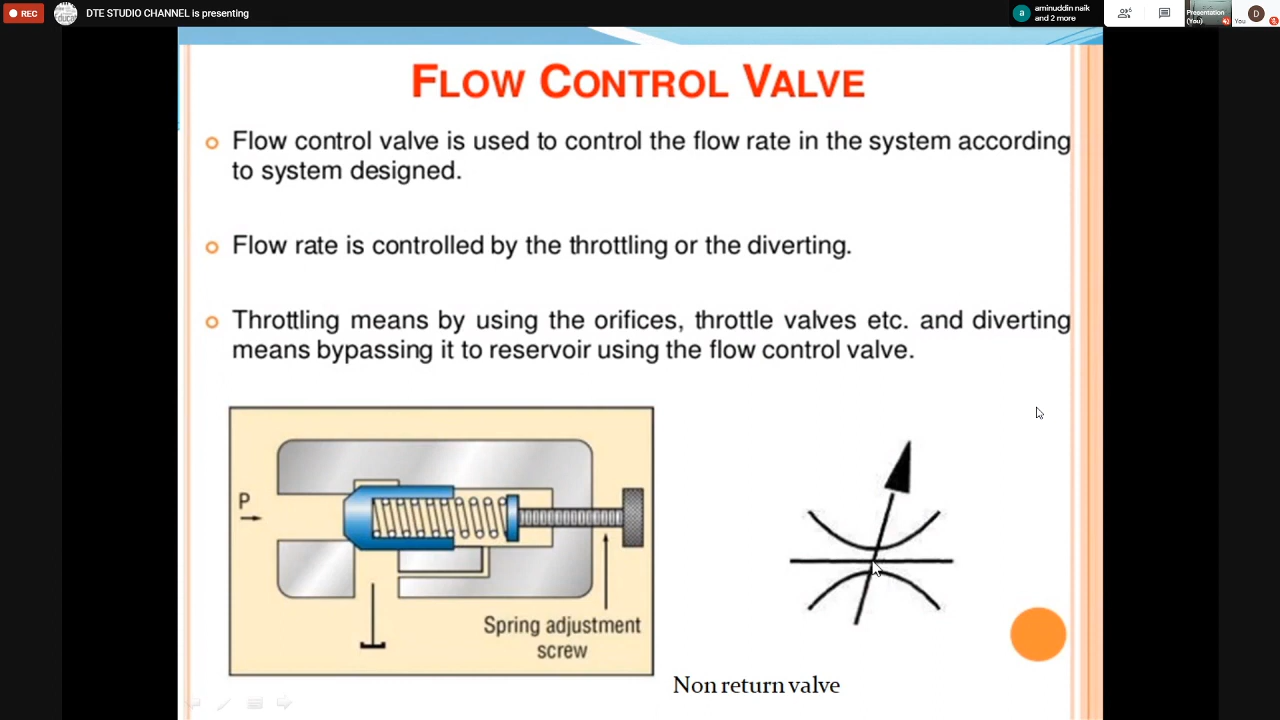 REC
DTE STUDIO CHANNEL is presenting
a
aminuddin naik
and 2 more
6
Presentation
(You)
You
D
FLOW CONTROL VALVE
Flow control valve is used to control the flow rate in the system according
to system designed.
Flow rate is controlled by the throttling or the diverting.
Throttling means by using the orifices, throttle valves etc. and diverting
means bypassing it to reservoir using the flow control valve.
P
Spring adjustment
screw
Non return valve